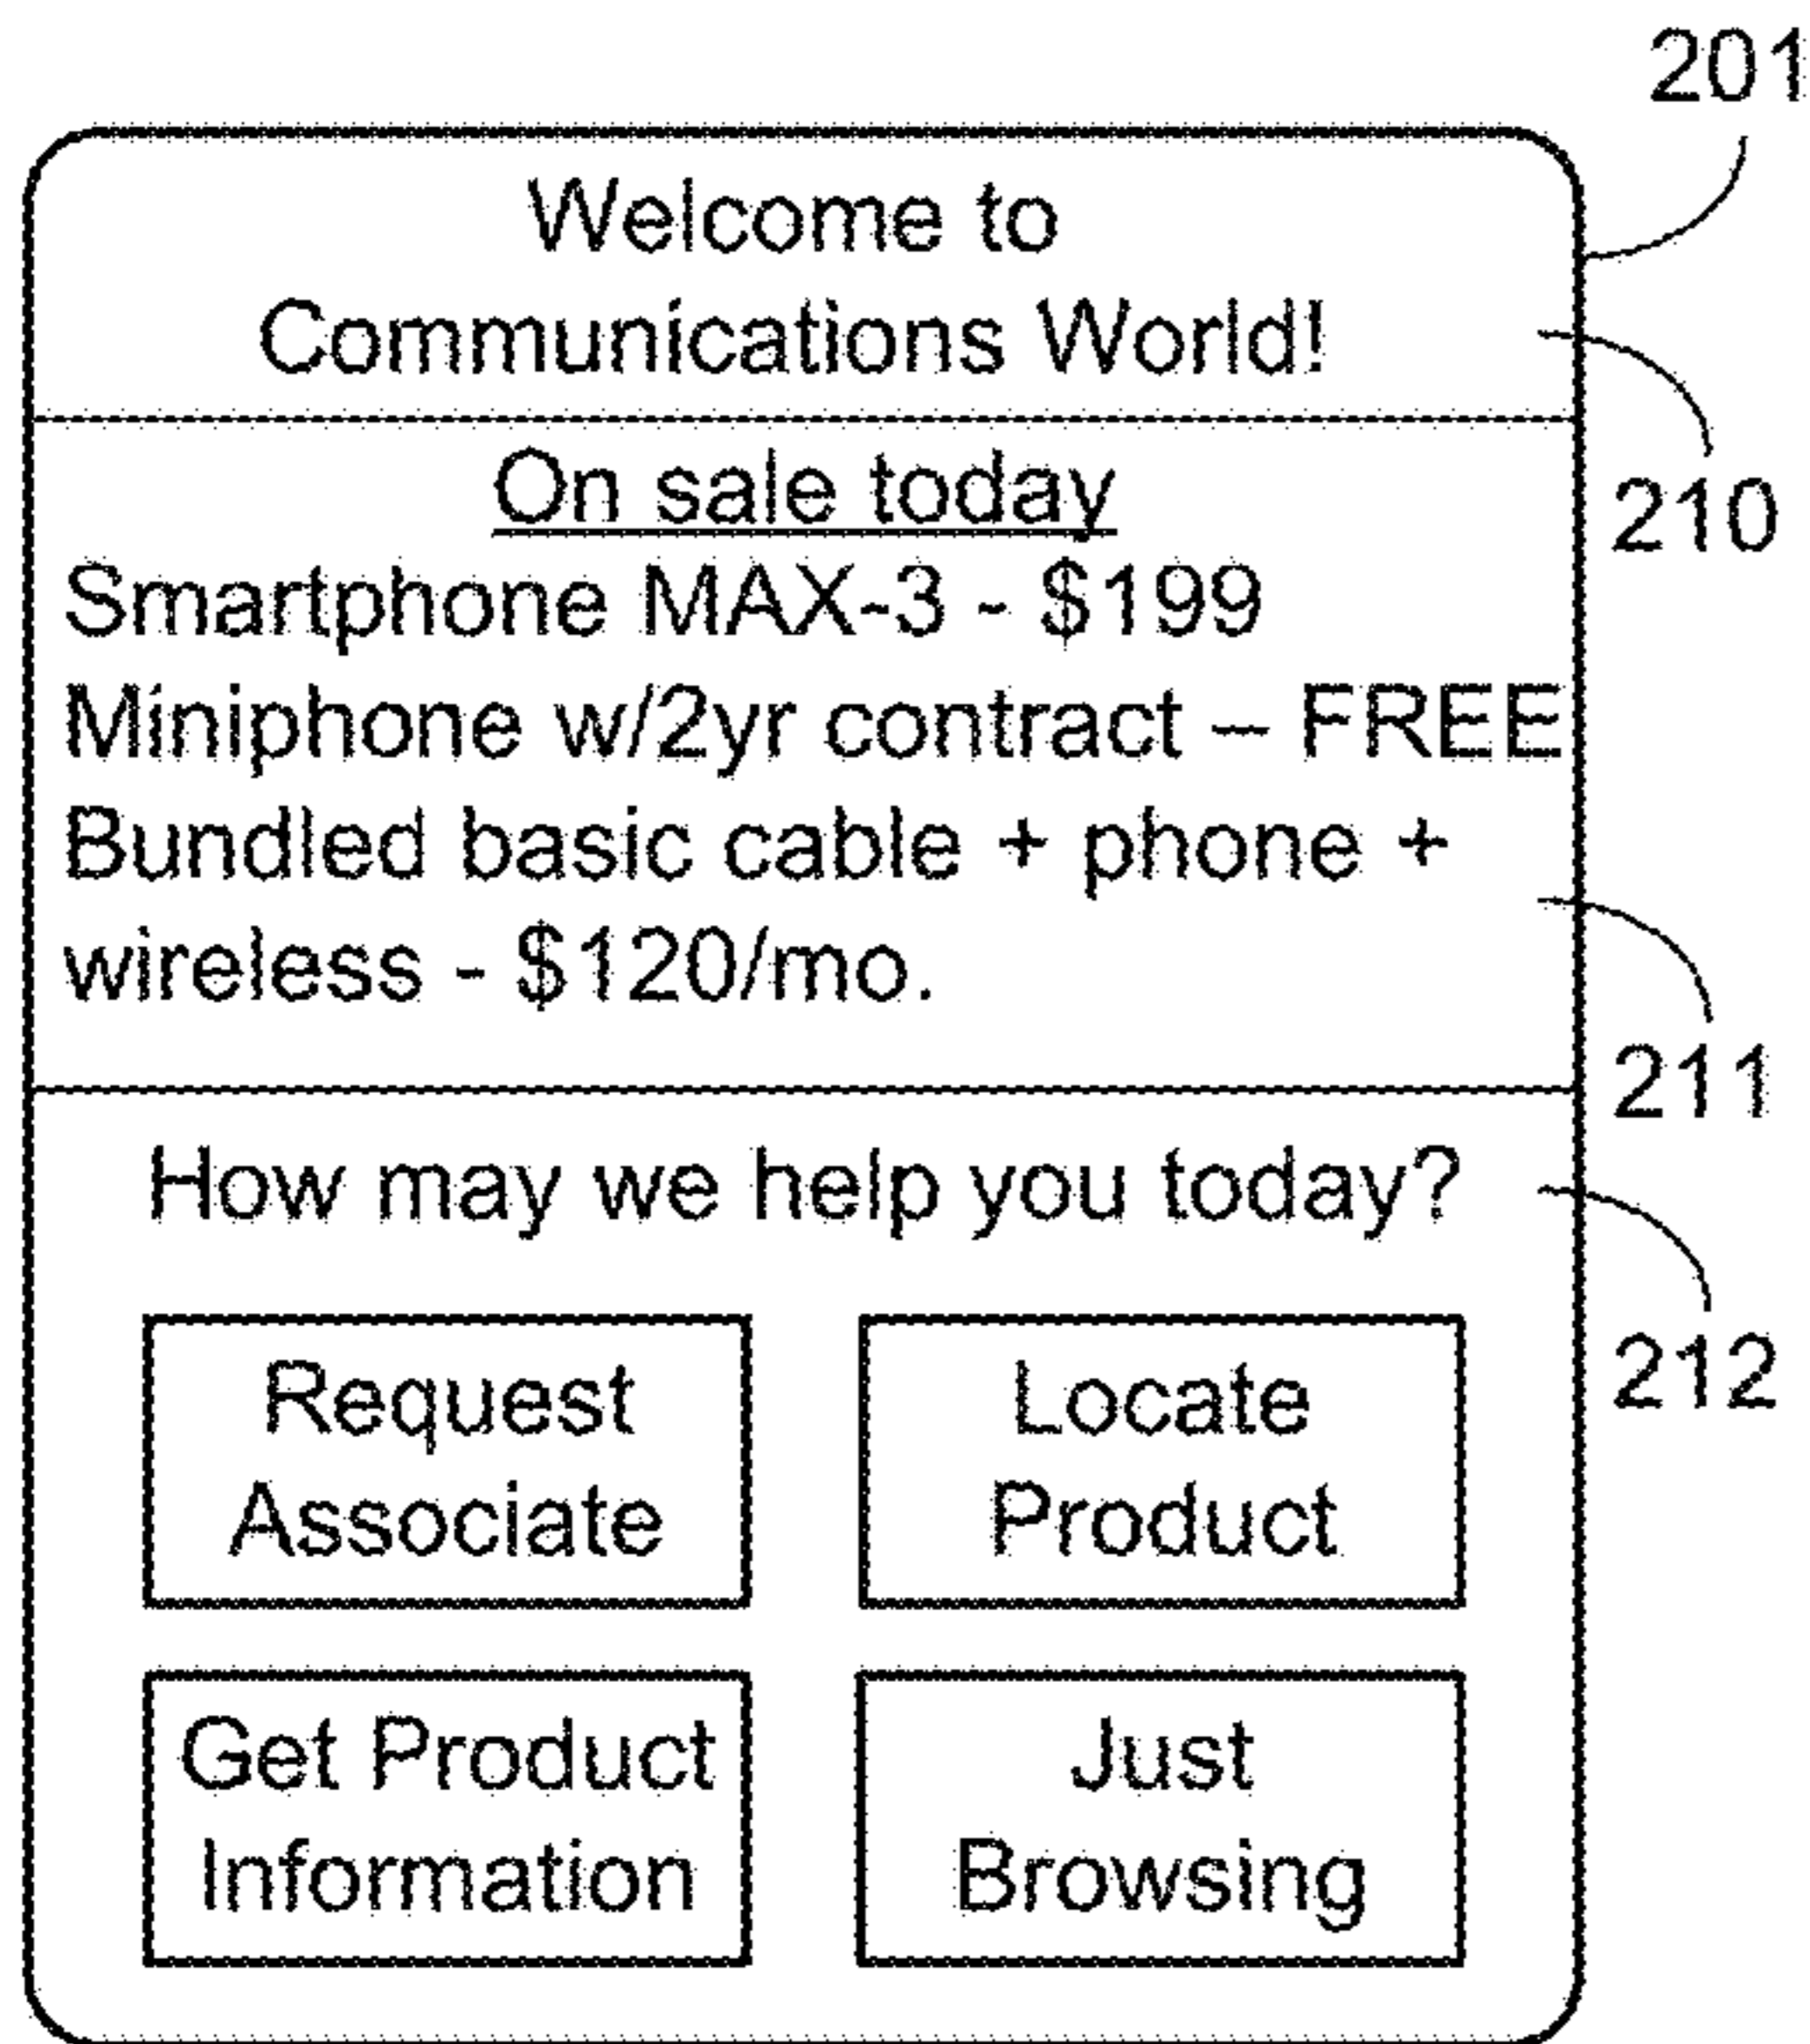 201
Welcome to
Communications World!
210
On sale today
Smartphone MAX-3 - $199
Miniphone w/2yr contract – FREE
Bundled basic cable + phone +
wireless - $120/mo.
211
How may we help you today?
212
Request
Associate
Locate
Product
Get Product
Information
Just
Browsing